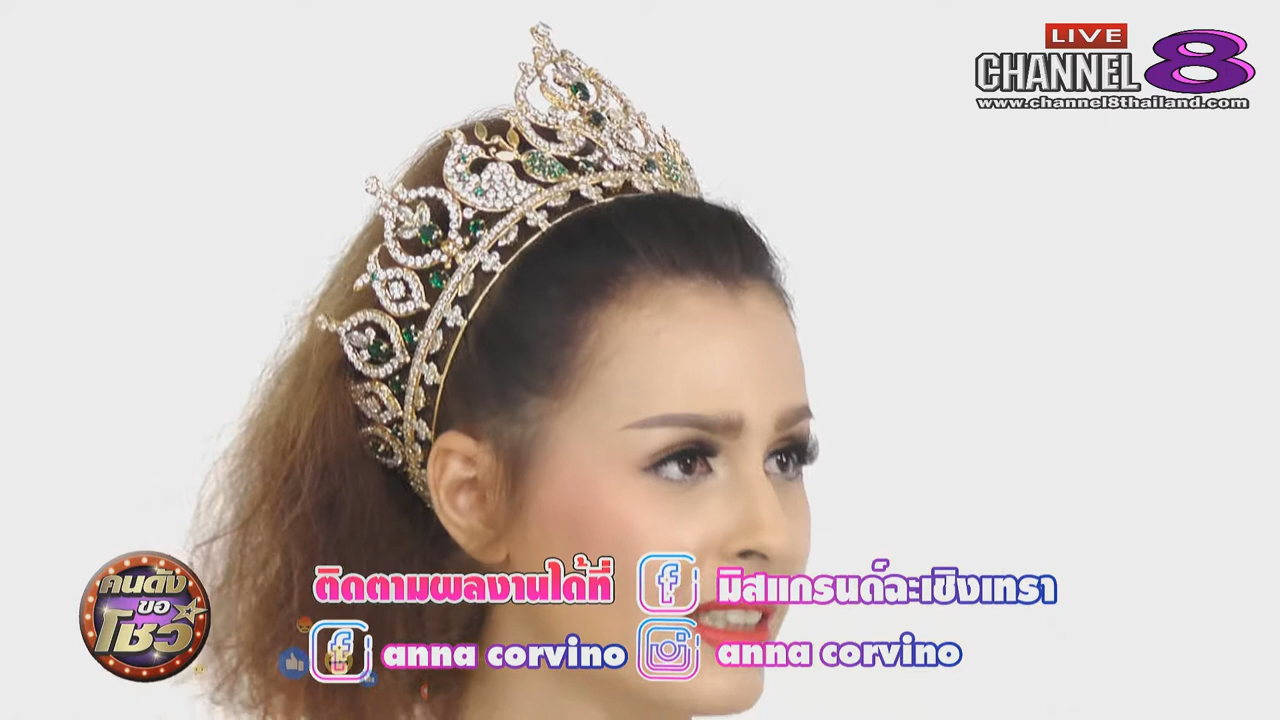 LIVE
CHANNEL 8
www.channel8thailand.com
คนดัง
ขอ
โชว์
ติดตามผลงานได้ที่
มิสแกรนด์ฉะเชิงเทรา
anna corvino
anna corvino